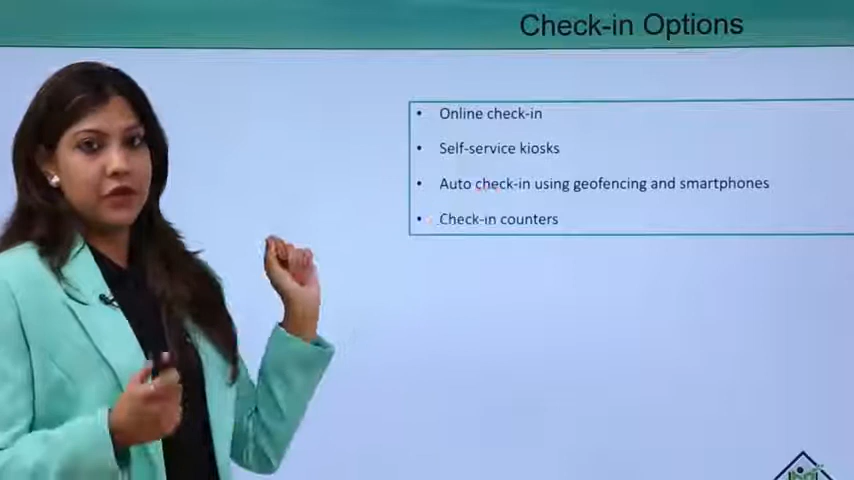 Check-in Options
• Online check-in
• Self-service kiosks
• Auto check-in using geofencing and smartphones
• Check-in counters